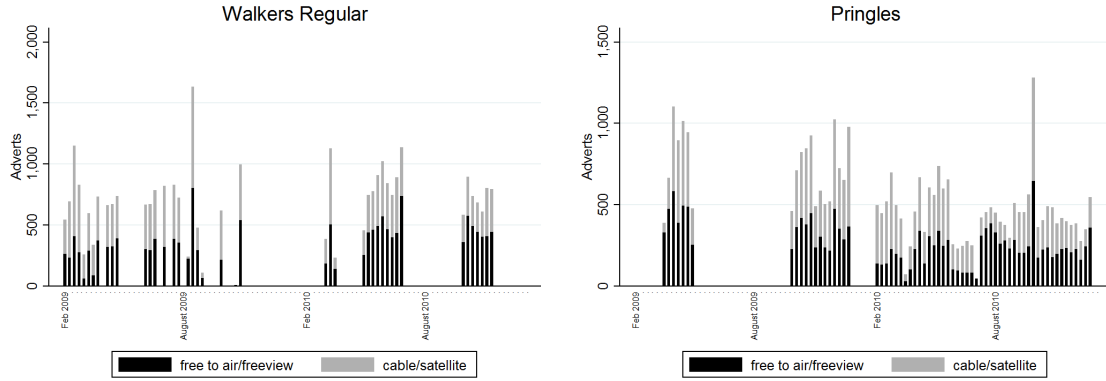 Walkers Regular
Adverts
2,000
1,500
1,000
500
0
Feb 2009
August 2009
Feb 2010
August 2010
free to air/freeview
cable/satellite
Pringles
Adverts
1,500
1,000
500
0
Feb 2009
August 2009
Feb 2010
August 2010
free to air/freeview
cable/satellite